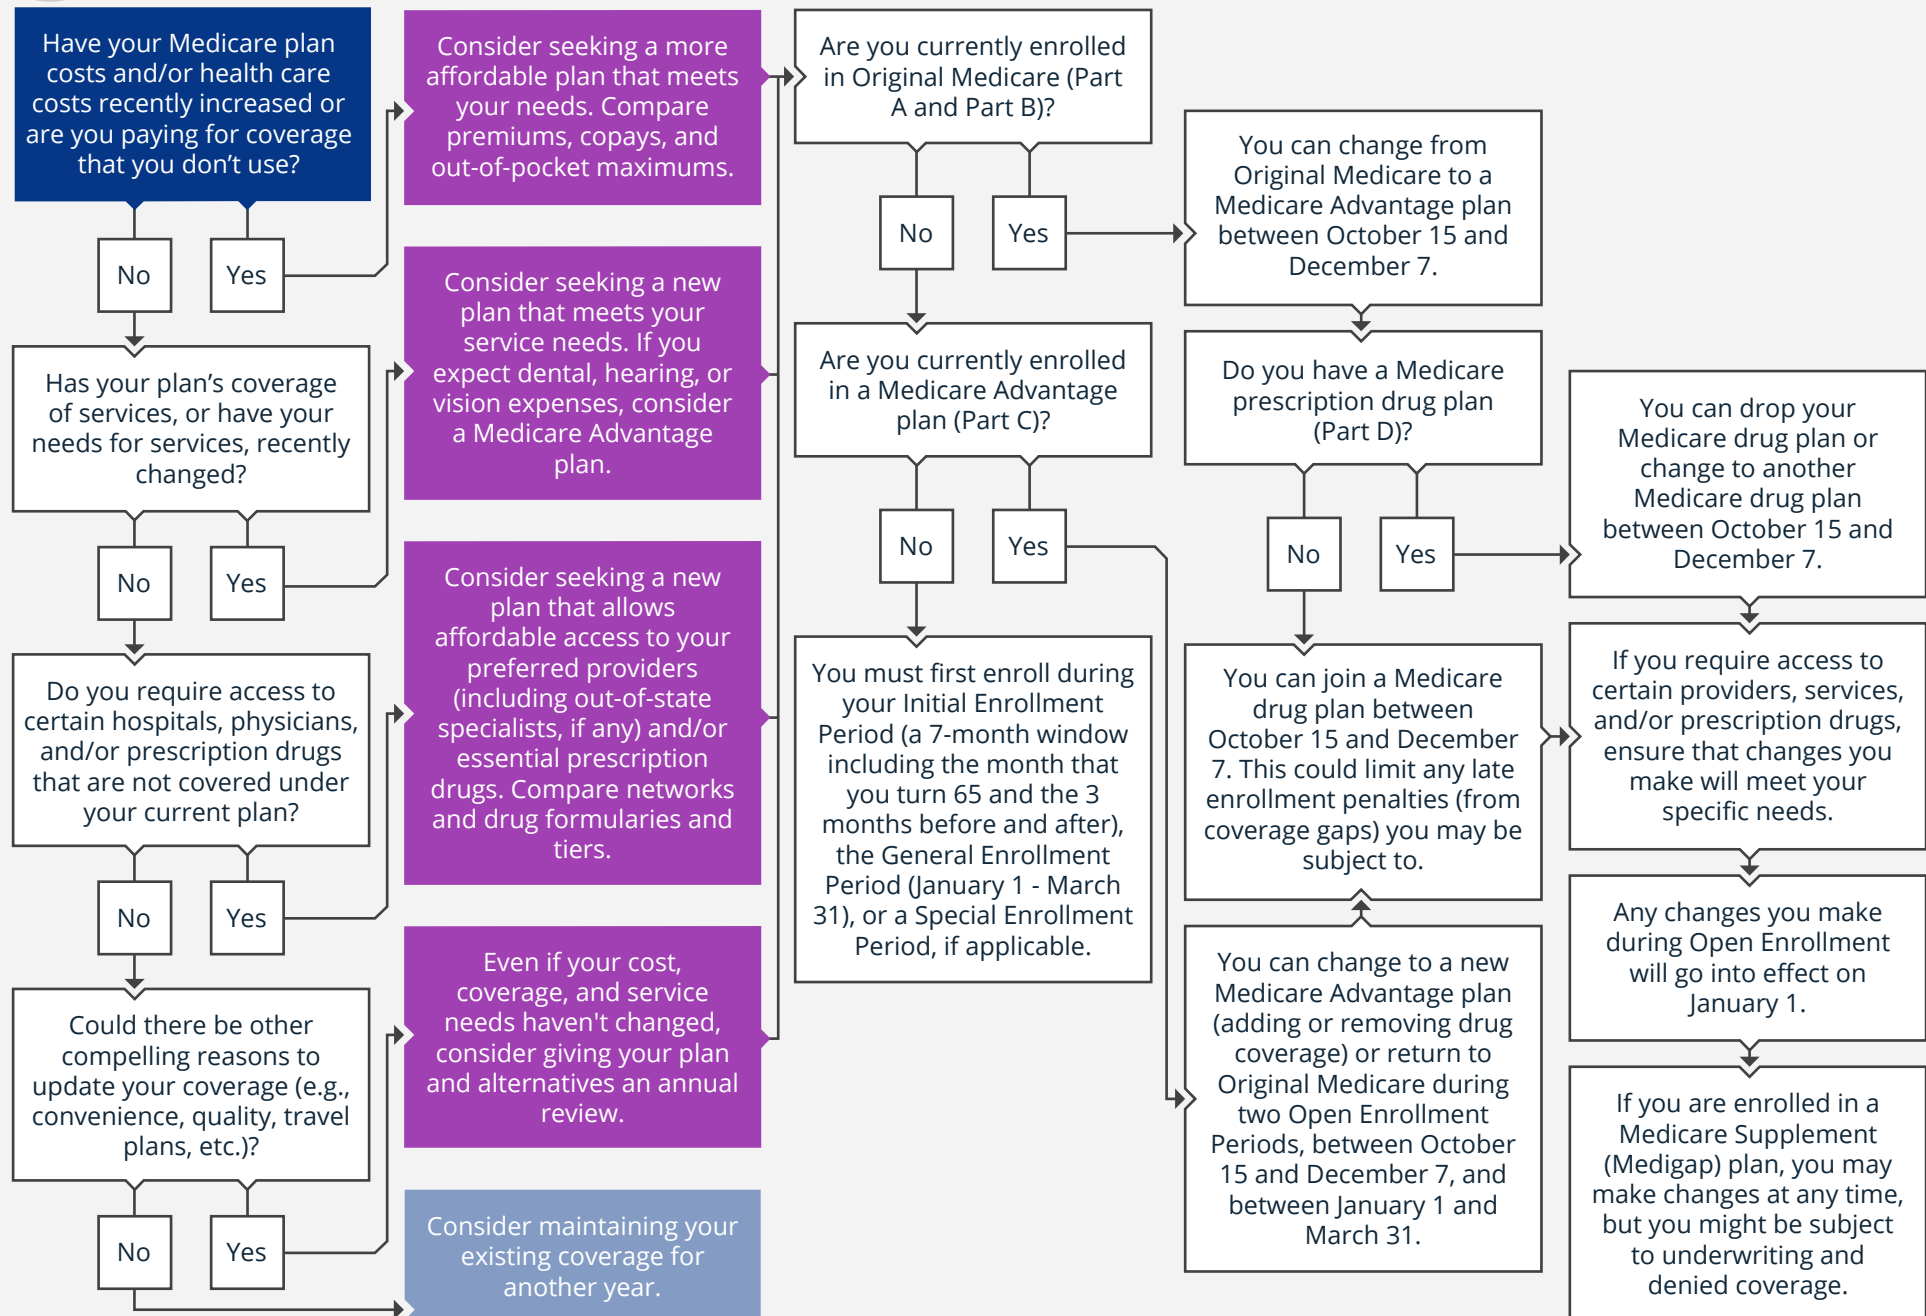 Have your Medicare plan
costs and/or health care
costs recently increased or
are you paying for coverage
that you don't use?
No
Yes
Has your plan's coverage
of services, or have your
needs for services, recently
changed?
No
Yes
Do you require access to
certain hospitals, physicians,
and/or prescription drugs
that are not covered under
your current plan?
No
Yes
Could there be other
compelling reasons to
update your coverage (e.g.,
convenience, quality, travel
plans, etc.)?
No
Yes
Consider seeking a more
affordable plan that meets
your needs. Compare
premiums, copays, and
out-of-pocket maximums.
Consider seeking a new
plan that meets your
service needs. If you
expect dental, hearing, or
vision expenses, consider
a Medicare Advantage
plan.
Consider seeking a new
plan that allows
affordable access to your
preferred providers
(including out-of-state
specialists, if any) and/or
essential prescription
drugs. Compare networks
and drug formularies and
tiers.
Even if your cost,
coverage, and service
needs haven't changed,
consider giving your plan
and alternatives an annual
review.
Consider maintaining your
existing coverage for
another year.
Are you currently enrolled
in Original Medicare (Part
A and Part B)?
No
Yes
Are you currently enrolled
in a Medicare Advantage
plan (Part C)?
No
Yes
You must first enroll during
your Initial Enrollment
Period (a 7-month window
including the month that
you turn 65 and the 3
months before and after),
the General Enrollment
Period (January 1 - March
31), or a Special Enrollment
Period, if applicable.
You can change from
Original Medicare to a
Medicare Advantage plan
between October 15 and
December 7.
Do you have a Medicare
prescription drug plan
(Part D)?
No
Yes
You can join a Medicare
drug plan between
October 15 and December
7. This could limit any late
enrollment penalties (from
coverage gaps) you may be
subject to.
You can change to a new
Medicare Advantage plan
(adding or removing drug
coverage) or return to
Original Medicare during
two Open Enrollment
Periods, between October
15 and December 7, and
between January 1 and
March 31.
You can drop your
Medicare drug plan or
change to another
Medicare drug plan
between October 15 and
December 7.
If you require access to
certain providers, services,
and/or prescription drugs,
ensure that changes you
make will meet your
specific needs.
Any changes you make
during Open Enrollment
will go into effect on
January 1.
If you are enrolled in a
Medicare Supplement
(Medigap) plan, you may
make changes at any time,
but you might be subject
to underwriting and
denied coverage.